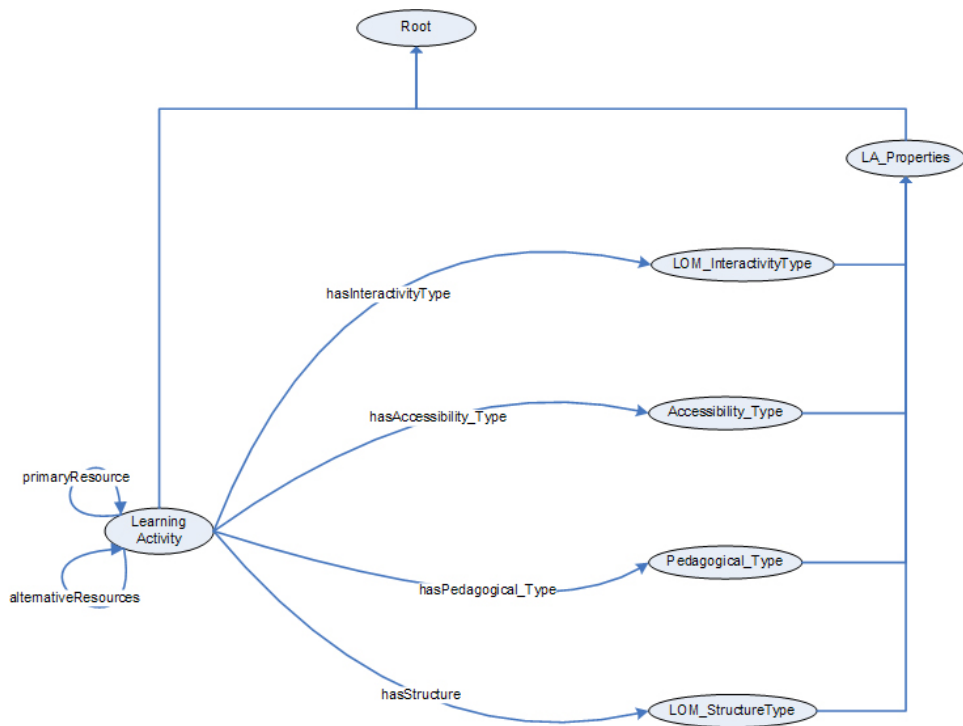 Root
LA_Properties
LOM_InteractivityType
hasInteractivityType
Accessibility_Type
hasAccessibility_Type
primaryResource
Learning
Activity
Pedagogical_Type
hasPedagogical_Type
alternativeResources
hasStructure
LOM_StructureType